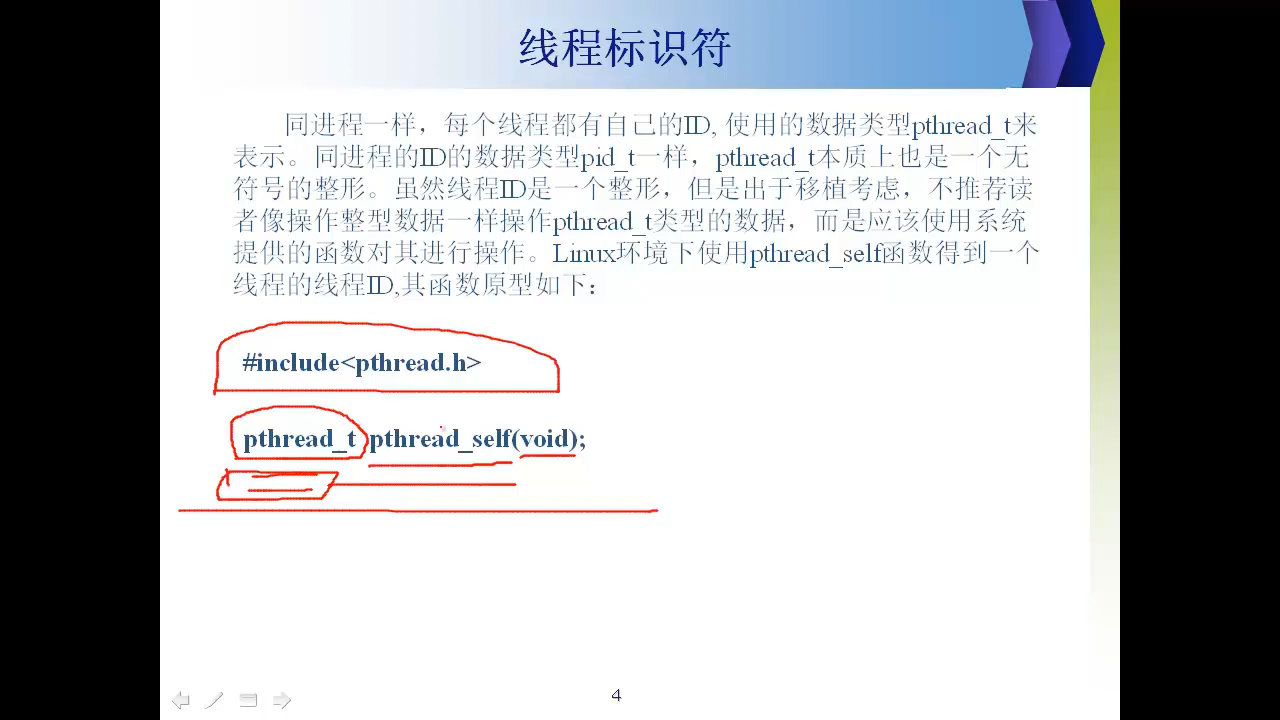 线程标识符
同进程一样，每个线程都有自己的ID, 使用的数据类型pthread_t来
表示。同进程的ID的数据类型pid_t一样，pthread_t本质上也是一个无
符号的整形。虽然线程ID是一个整形，但是出于移植考虑，不推荐读
者像操作整型数据一样操作pthread_t类型的数据，而是应该使用系统
提供的函数对其进行操作。Linux环境下使用pthread_self函数得到一个
线程的线程ID,其函数原型如下：
#include<pthread.h>
pthread_t pthread_self(void);
4